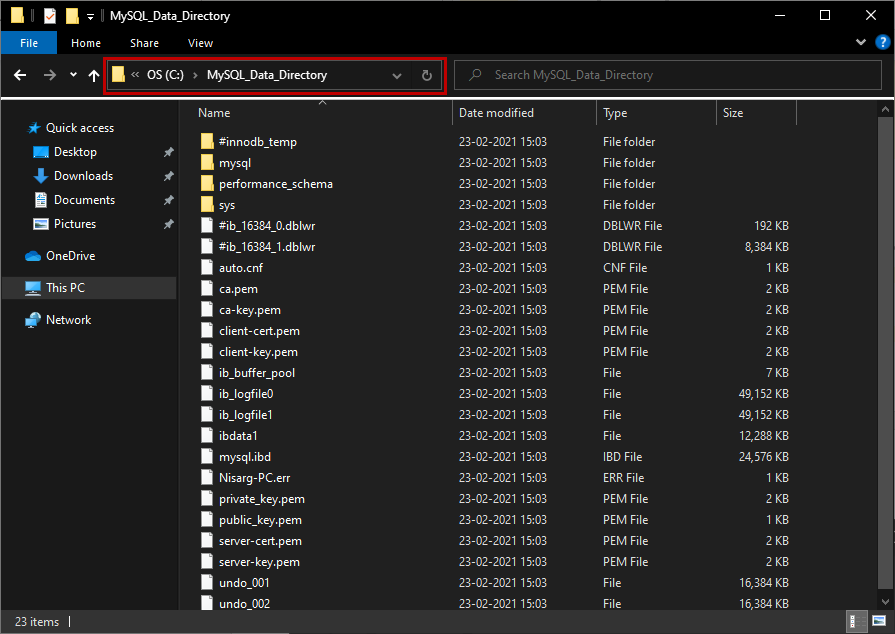 MySQL_Data_Directory
File Home Share View
OS (C:) MySQL_Data_Directory Search MySQL_Data_Directory
Name Date modified Type Size
Quick access
Desktop
Downloads
Documents
Pictures
OneDrive
This PC
Network
#innodb_temp 23-02-2021 15:03 File folder
mysql 23-02-2021 15:03 File folder
performance_schema 23-02-2021 15:03 File folder
sys 23-02-2021 15:03 File folder
#ib_16384_0.dblwr 23-02-2021 15:03 DBLWR File 192 KB
#ib_16384_1.dblwr 23-02-2021 15:03 DBLWR File 8,384 KB
auto.cnf 23-02-2021 15:03 CNF File 1 KB
ca.pem 23-02-2021 15:03 PEM File 2 KB
ca-key.pem 23-02-2021 15:03 PEM File 2 KB
client-cert.pem 23-02-2021 15:03 PEM File 2 KB
client-key.pem 23-02-2021 15:03 PEM File 2 KB
ib_buffer_pool 23-02-2021 15:03 File 7 KB
ib_logfile0 23-02-2021 15:03 File 49,152 KB
ib_logfile1 23-02-2021 15:03 File 49,152 KB
ibdata1 23-02-2021 15:03 File 12,288 KB
mysql.ibd 23-02-2021 15:03 IBD File 24,576 KB
Nisarg-PC.err 23-02-2021 15:03 ERR File 1 KB
private_key.pem 23-02-2021 15:03 PEM File 2 KB
public_key.pem 23-02-2021 15:03 PEM File 1 KB
server-cert.pem 23-02-2021 15:03 PEM File 2 KB
server-key.pem 23-02-2021 15:03 PEM File 2 KB
undo_001 23-02-2021 15:03 File 16,384 KB
undo_002 23-02-2021 15:03 File 16,384 KB
23 items